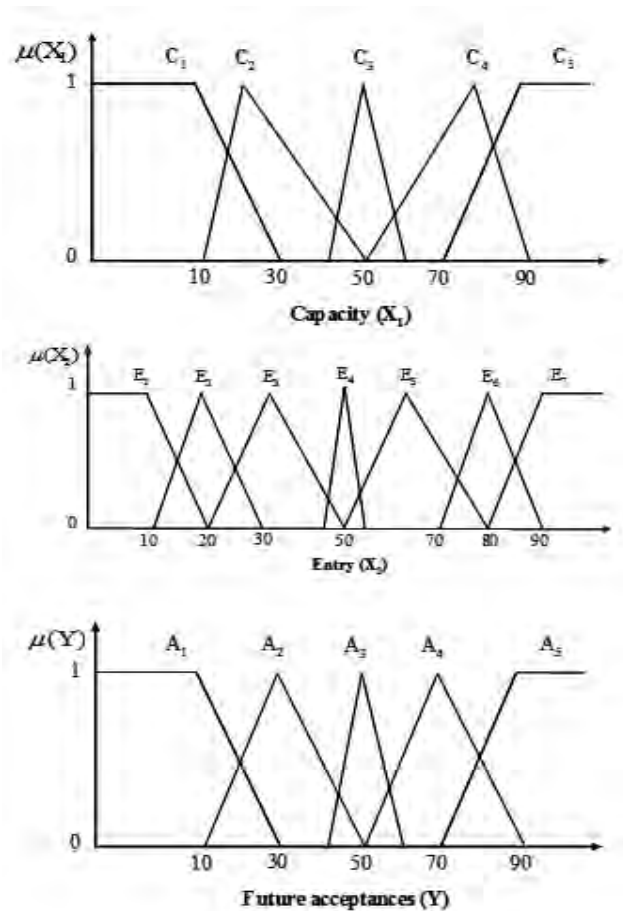 μ(X₁) C₁ C₂ C₃ C₄ C₅
1
0
10 30 50 70 90
Capacity (X₁)
μ(X₂) E₁ E₂ E₃ E₄ E₅ E₆ E₇
1
0
10 20 30 50 70 80 90
Entry (X₂)
μ(Y) A₁ A₂ A₃ A₄ A₅
1
0
10 30 50 70 90
Future acceptances (Y)